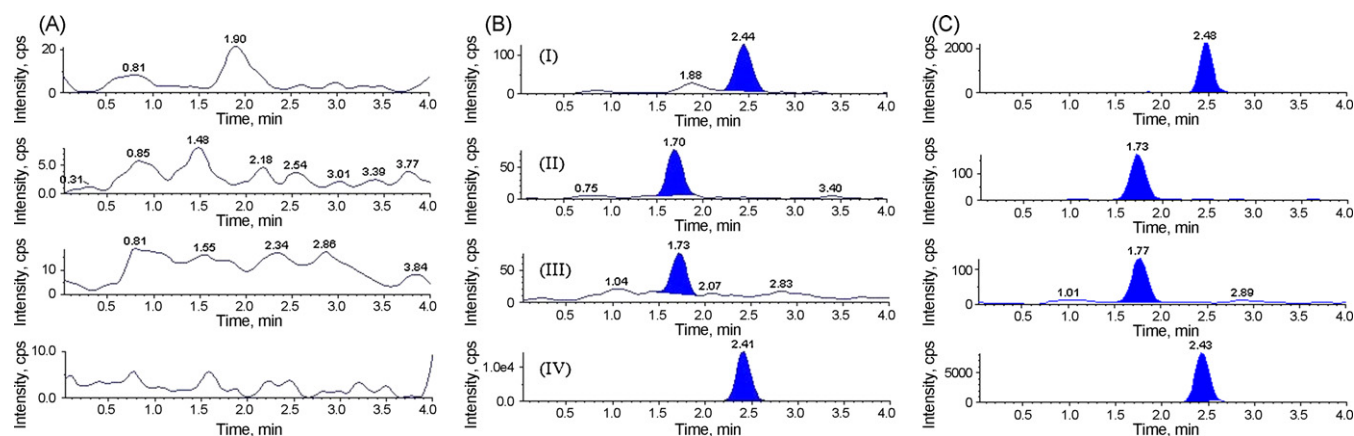 (A)
Intensity, cps
20
10
0
0.81
1.90
0.5 1.0 1.5 2.0 2.5 3.0 3.5 4.0
Time, min
Intensity, cps
5.0
0.0
0.31
0.85
1.48
2.18
2.54
3.01
3.39
3.77
0.5 1.0 1.5 2.0 2.5 3.0 3.5 4.0
Time, min
Intensity, cps
10
0
0.81
1.55
2.34
2.86
3.84
0.5 1.0 1.5 2.0 2.5 3.0 3.5 4.0
Time, min
Intensity, cps
10.0
5.0
0.0
0.5 1.0 1.5 2.0 2.5 3.0 3.5 4.0
Time, min
(B)
(I)
Intensity, cps
100
0
1.88
2.44
0.5 1.0 1.5 2.0 2.5 3.0 3.5 4.0
Time, min
(II)
Intensity, cps
50
0
0.75
1.70
3.40
0.5 1.0 1.5 2.0 2.5 3.0 3.5 4.0
Time, min
(III)
Intensity, cps
50
0
1.04
1.73
2.07
2.83
0.5 1.0 1.5 2.0 2.5 3.0 3.5 4.0
Time, min
(IV)
Intensity, cps
1.0e4
0.0
2.41
0.5 1.0 1.5 2.0 2.5 3.0 3.5 4.0
Time, min
(C)
Intensity, cps
2000
0
2.48
0.5 1.0 1.5 2.0 2.5 3.0 3.5 4.0
Time, min
Intensity, cps
100
0
1.73
0.5 1.0 1.5 2.0 2.5 3.0 3.5 4.0
Time, min
Intensity, cps
100
0
1.01
1.77
2.89
0.5 1.0 1.5 2.0 2.5 3.0 3.5 4.0
Time, min
Intensity, cps
5000
0
2.43
0.5 1.0 1.5 2.0 2.5 3.0 3.5 4.0
Time, min